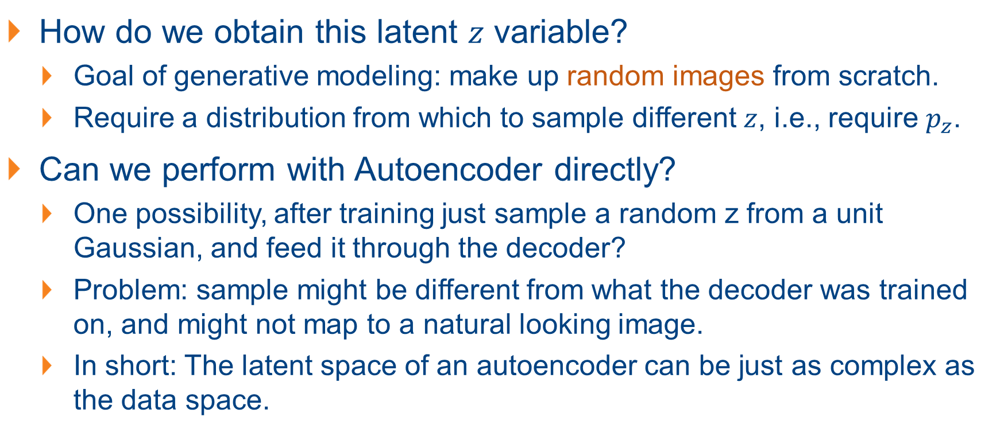 How do we obtain this latent z variable?
Goal of generative modeling: make up random images from scratch.
Require a distribution from which to sample different z, i.e., require p_z.
Can we perform with Autoencoder directly?
One possibility, after training just sample a random z from a unit
Gaussian, and feed it through the decoder?
Problem: sample might be different from what the decoder was trained
on, and might not map to a natural looking image.
In short: The latent space of an autoencoder can be just as complex as
the data space.